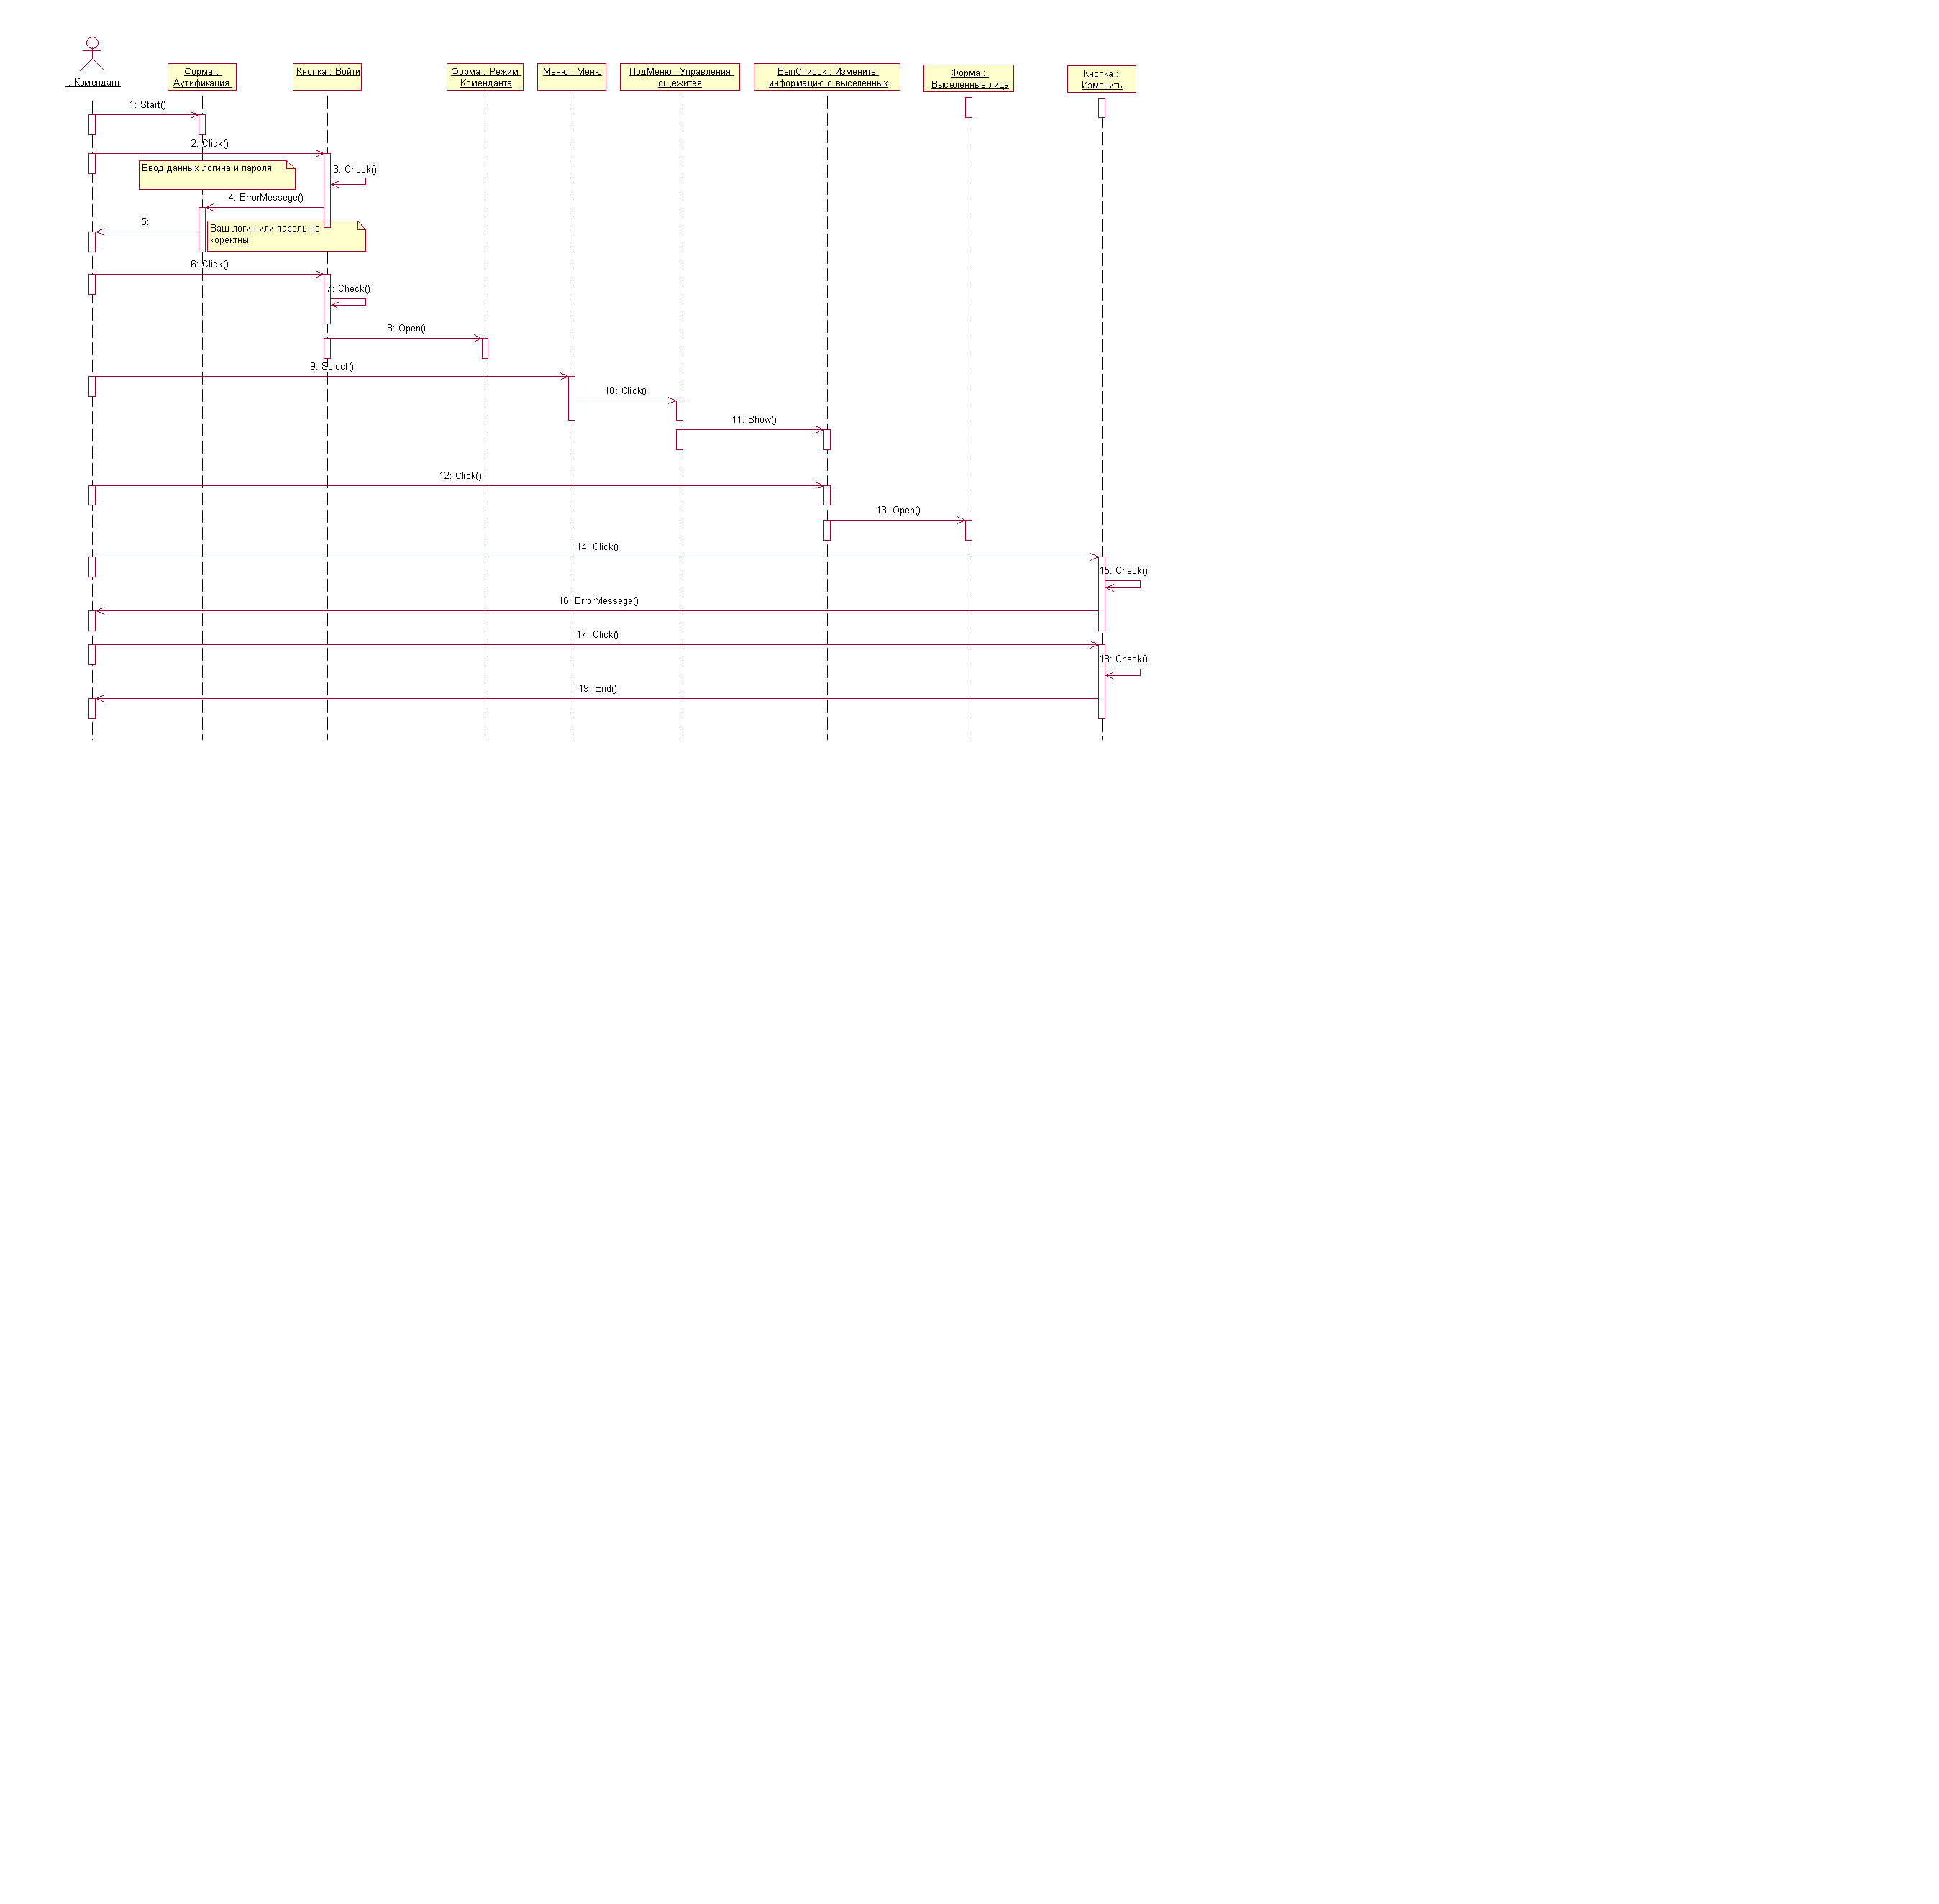 : Комендант
Форма :
Аутификация
Кнопка : Войти
Форма : Режим
Коменданта
Меню : Меню
ПодМеню : Управления
ощежитея
ВыпСписок : Изменить
информацию о выселенных
Форма :
Выселенные лица
Кнопка :
Изменить
1: Start()
2: Click()
Ввод данных логина и пароля
3: Check()
4: ErrorMessege()
5:
Ваш логин или пароль не
коректны
6: Click()
7: Check()
8: Open()
9: Select()
10: Click()
11: Show()
12: Click()
13: Open()
14: Click()
15: Check()
16: ErrorMessege()
17: Click()
18: Check()
19: End()